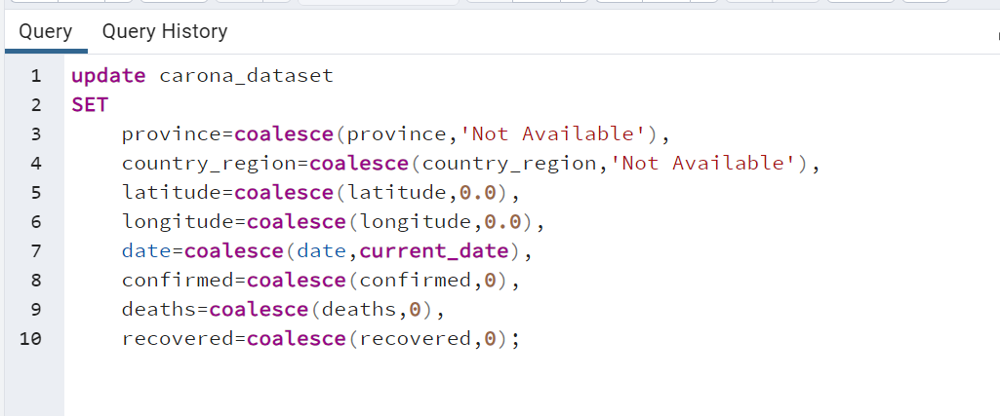 Query Query History
1 update carona_dataset
2 SET
3 province=coalesce(province,'Not Available'),
4 country_region=coalesce(country_region,'Not Available'),
5 latitude=coalesce(latitude,0.0),
6 longitude=coalesce(longitude,0.0),
7 date=coalesce(date,current_date),
8 confirmed=coalesce(confirmed,0),
9 deaths=coalesce(deaths,0),
10 recovered=coalesce(recovered,0);